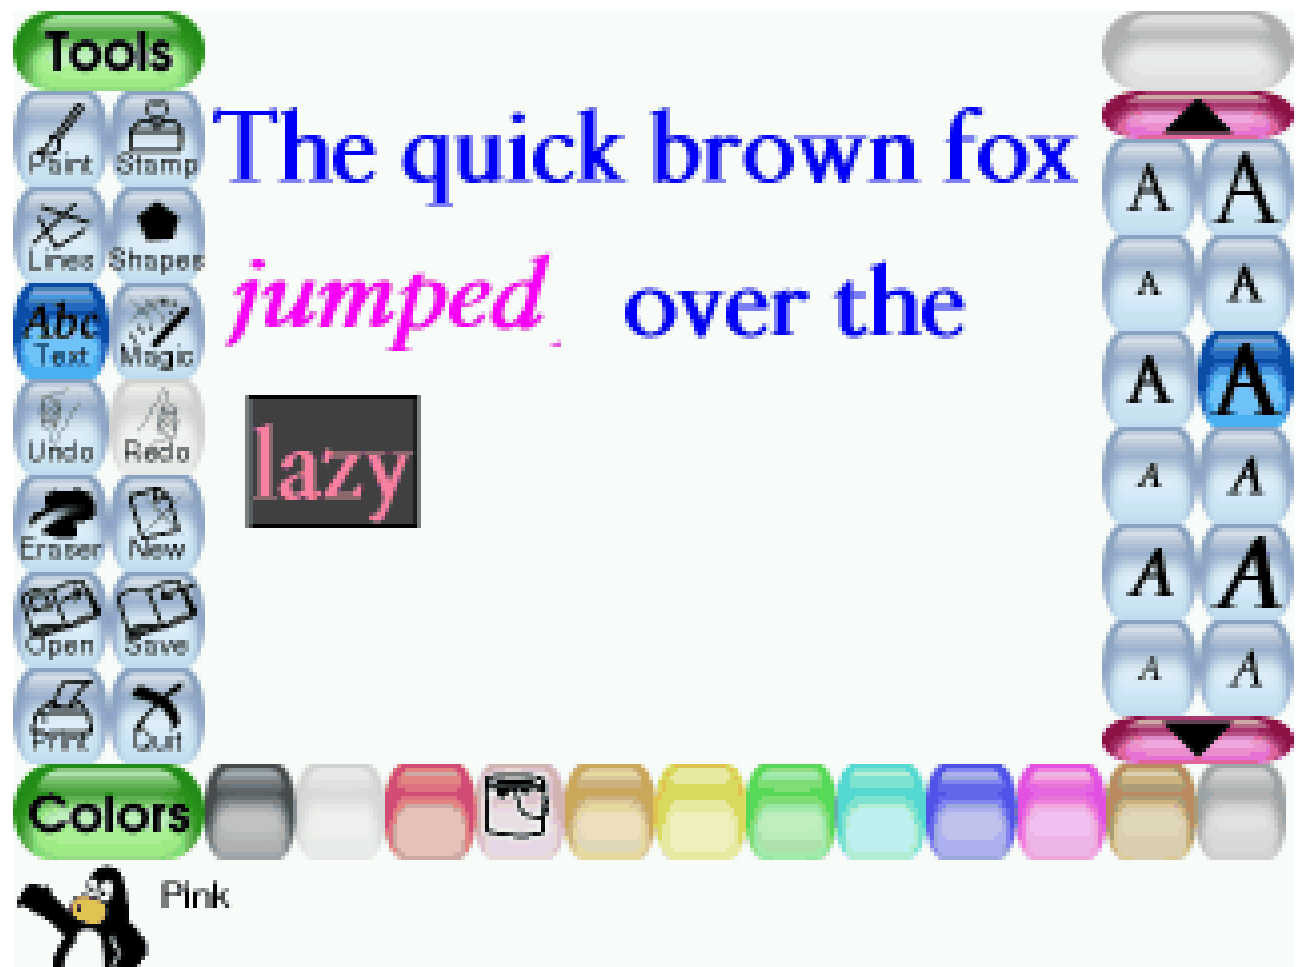 Tools
Paint Stamp
Lines Shapes
Abc
Text Magic
Undo Redo
Eraser New
Open Save
Print Quit
The quick brown fox
jumped over the
lazy
A A
A A
A A
A A
A A
A A
Colors
Pink